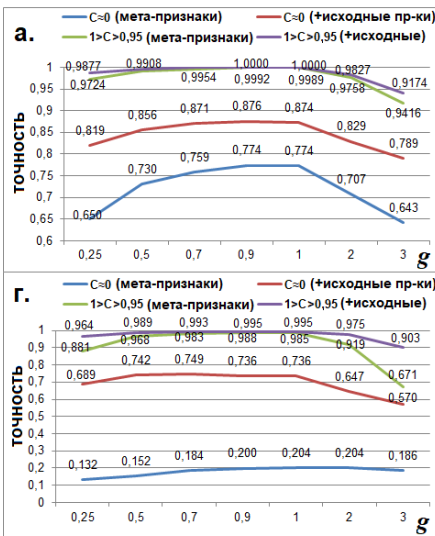 а.
C≈0 (мета-признаки) C≈0 (+исходные пр-ки)
1>C>0,95 (мета-признаки) 1>C>0,95 (+исходные)
точность
1
0,95
0,9
0,85
0,8
0,75
0,7
0,65
0,6
0,9877 0,9908 1,0000 1,0000 0,9827 0,9174
0,9724 0,9954 0,9992 0,9989 0,9758 0,9416
0,819 0,856 0,871 0,876 0,874 0,829 0,789
0,650 0,730 0,759 0,774 0,774 0,707 0,643
0,25 0,5 0,7 0,9 1 2 3 g
г.
C≈0 (мета-признаки) C≈0 (+исходные пр-ки)
1>C>0,95 (мета-признаки) 1>C>0,95 (+исходные)
точность
1
0,9
0,8
0,7
0,6
0,5
0,4
0,3
0,2
0,1
0
0,964 0,989 0,993 0,995 0,995 0,975 0,903
0,881 0,968 0,983 0,988 0,985 0,919 0,671
0,689 0,742 0,749 0,736 0,736 0,647 0,570
0,132 0,152 0,184 0,200 0,204 0,204 0,186
0,25 0,5 0,7 0,9 1 2 3 g